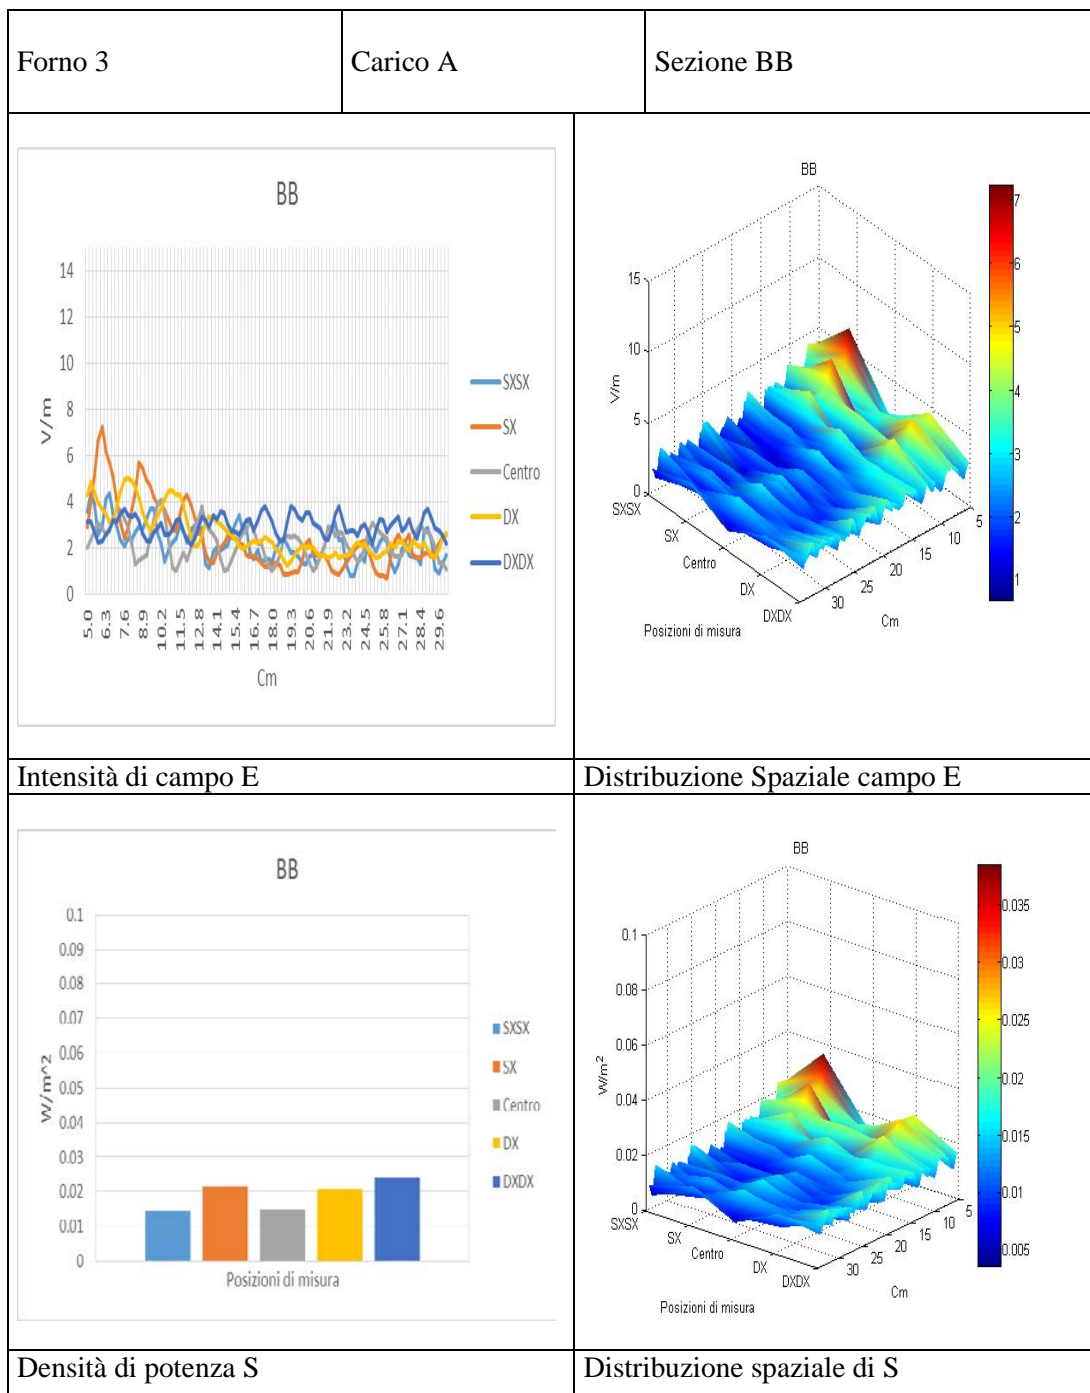 Forno 3
Carico A
Sezione BB
BB
14
12
10
8
6
4
2
0
V/m
5.0 6.3 7.6 8.9 10.2 11.5 12.8 14.1 15.4 16.7 18.0 19.3 20.6 21.9 23.2 24.5 25.8 27.1 28.4 29.6
Cm
SXSX
SX
Centro
DX
DXDX
BB
15
10
5
0
V/m
SXSX
SX
Centro
DX
DXDX
Posizioni di misura
30
25
20
15
10
5
Cm
7
6
5
4
3
2
1
Intensità di campo E
Distribuzione Spaziale campo E
BB
0.1
0.09
0.08
0.07
0.06
0.05
0.04
0.03
0.02
0.01
0
W/m^2
Posizioni di misura
SXSX
SX
Centro
DX
DXDX
BB
0.1
0.08
0.06
0.04
0.02
0
W/m²
SXSX
SX
Centro
DX
DXDX
Posizioni di misura
30
25
20
15
10
5
Cm
0.035
0.03
0.025
0.02
0.015
0.01
0.005
Densità di potenza S
Distribuzione spaziale di S